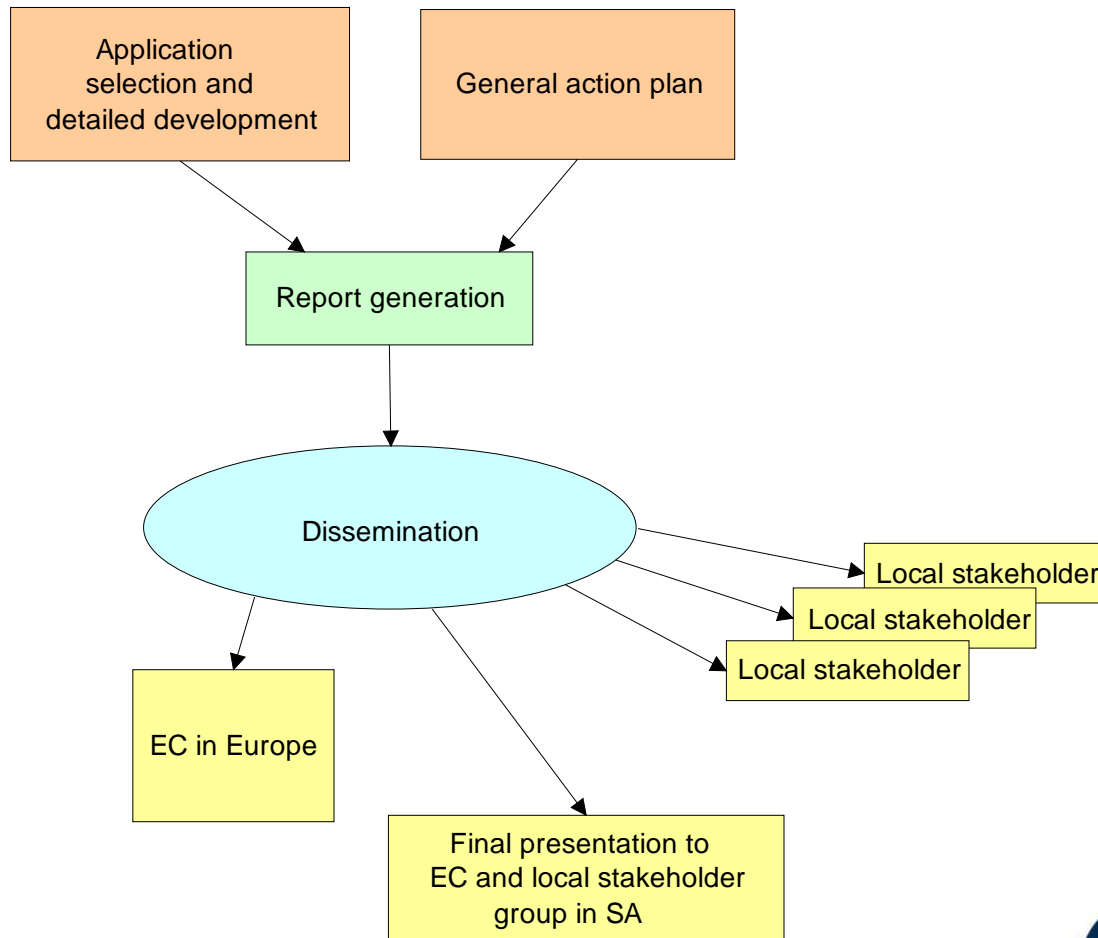 Application
selection and
detailed development
General action plan
Report generation
Dissemination
Local stakeholder
Local stakeholder
Local stakeholder
EC in Europe
Final presentation to
EC and local stakeholder
group in SA